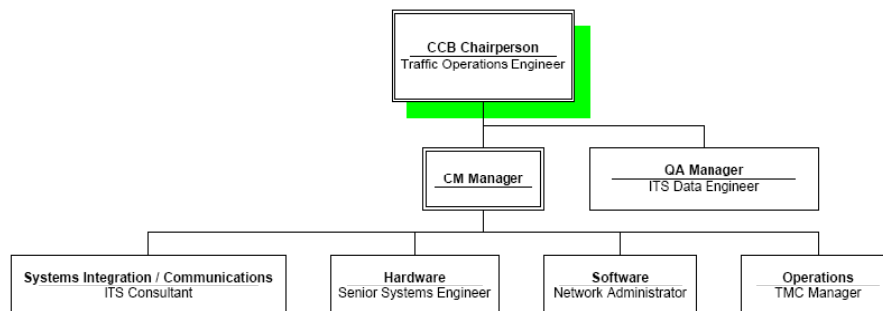 CCB Chairperson
Traffic Operations Engineer
CM Manager
QA Manager
ITS Data Engineer
Systems Integration / Communications
ITS Consultant
Hardware
Senior Systems Engineer
Software
Network Administrator
Operations
TMC Manager